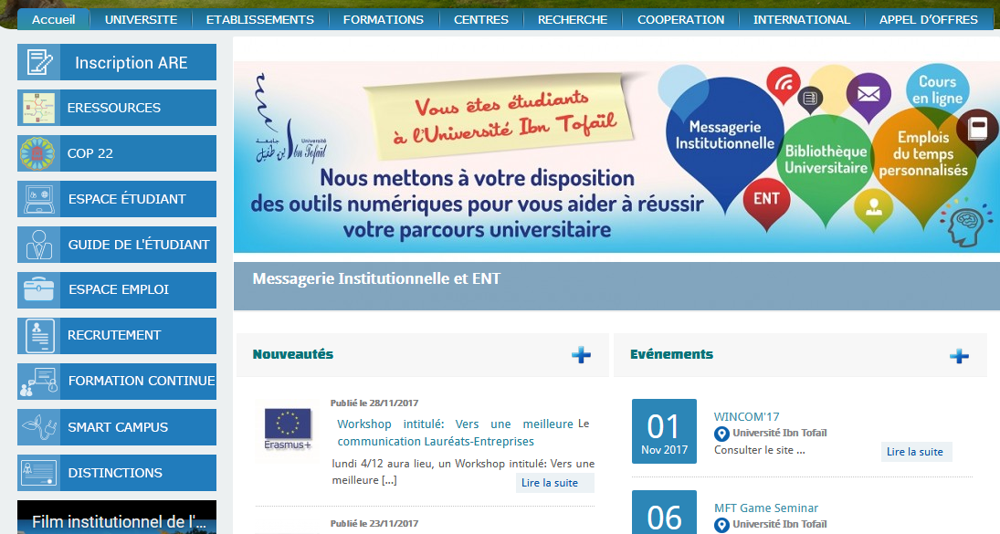 Accueil UNIVERSITE ETABLISSEMENTS FORMATIONS CENTRES RECHERCHE COOPERATION INTERNATIONAL APPEL D’OFFRES
Inscription ARE
ERESSOURCES
COP 22
ESPACE ÉTUDIANT
GUIDE DE L'ÉTUDIANT
ESPACE EMPLOI
RECRUTEMENT
FORMATION CONTINUE
SMART CAMPUS
DISTINCTIONS
Film institutionnel de l'...
Vous êtes étudiants
à l'Université Ibn Tofaïl
Université
جامعة
Ibn Tofaïl
ابن طفيل
Nous mettons à votre disposition
des outils numériques pour vous aider à réussir
votre parcours universitaire
Messagerie
Institutionnelle
ENT
Bibliothèque
Universitaire
Cours
en ligne
Emplois
du temps
personnalisés
Messagerie Institutionnelle et ENT
Nouveautés
Publié le 28/11/2017
Erasmus+
Workshop intitulé: Vers une meilleure Le
communication Lauréats-Entreprises
lundi 4/12 aura lieu, un Workshop intitulé: Vers une
meilleure [...]
Lire la suite
Publié le 23/11/2017
Evénements
01
Nov 2017
WINCOM'17
Université Ibn Tofaïl
Consulter le site ...
Lire la suite
06
MFT Game Seminar
Université Ibn Tofaïl